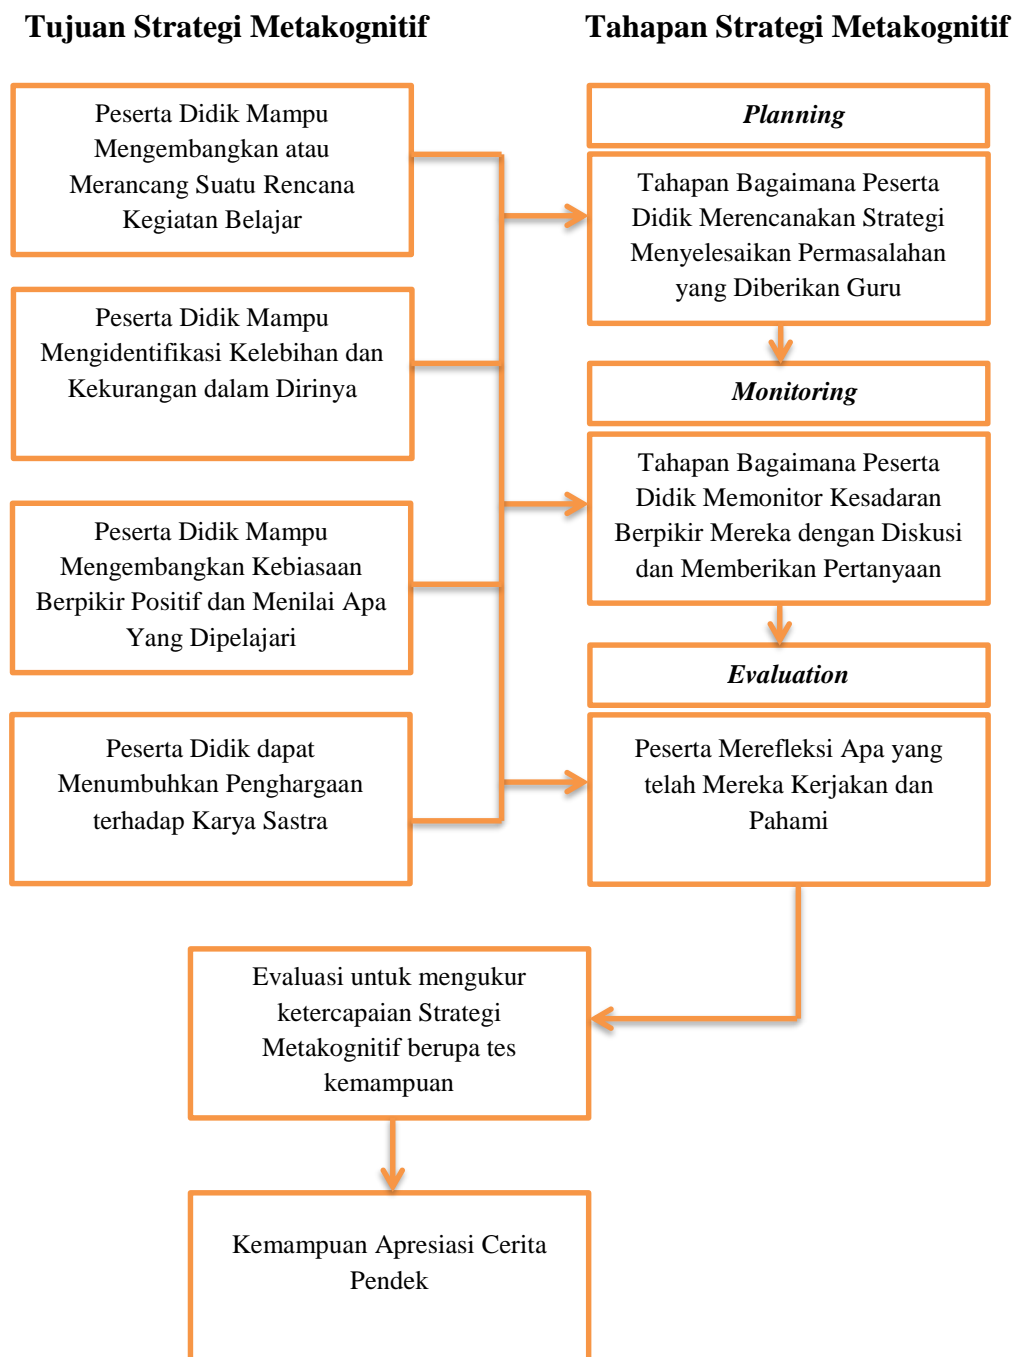 Tujuan Strategi Metakognitif
Peserta Didik Mampu
Mengembangkan atau
Merancang Suatu Rencana
Kegiatan Belajar
Peserta Didik Mampu
Mengidentifikasi Kelebihan dan
Kekurangan dalam Dirinya
Peserta Didik Mampu
Mengembangkan Kebiasaan
Berpikir Positif dan Menilai Apa
Yang Dipelajari
Peserta Didik dapat
Menumbuhkan Penghargaan
terhadap Karya Sastra
Tahapan Strategi Metakognitif
Planning
Tahapan Bagaimana Peserta
Didik Merencanakan Strategi
Menyelesaikan Permasalahan
yang Diberikan Guru
Monitoring
Tahapan Bagaimana Peserta
Didik Memonitor Kesadaran
Berpikir Mereka dengan Diskusi
dan Memberikan Pertanyaan
Evaluation
Peserta Merefleksi Apa yang
telah Mereka Kerjakan dan
Pahami
Evaluasi untuk mengukur
ketercapaian Strategi
Metakognitif berupa tes
kemampuan
Kemampuan Apresiasi Cerita
Pendek